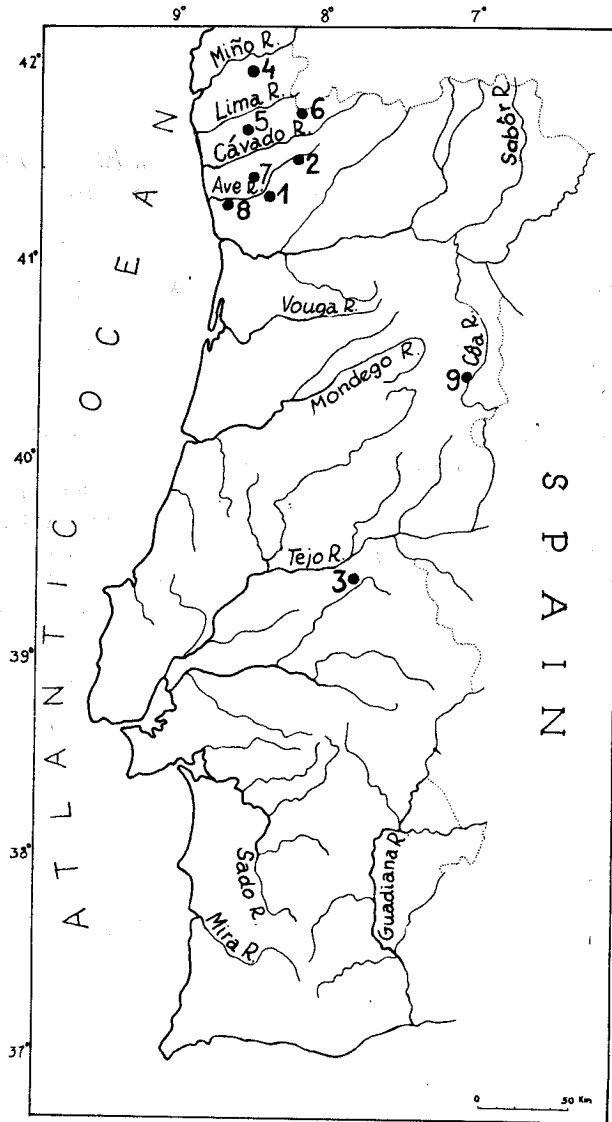 9° 8° 7°
42°
Miño R.
4
Lima R.
6
5
Cávado R.
2
7
Ave R.
1
8
Sabôr R.
41°
Vouga R.
Côa R.
Mondego R.
9
40°
Tejo R.
3
39°
38°
Sado R.
Guadiana R.
Mira R.
37°
ATLANTIC OCEAN
SPAIN
0 50 Km